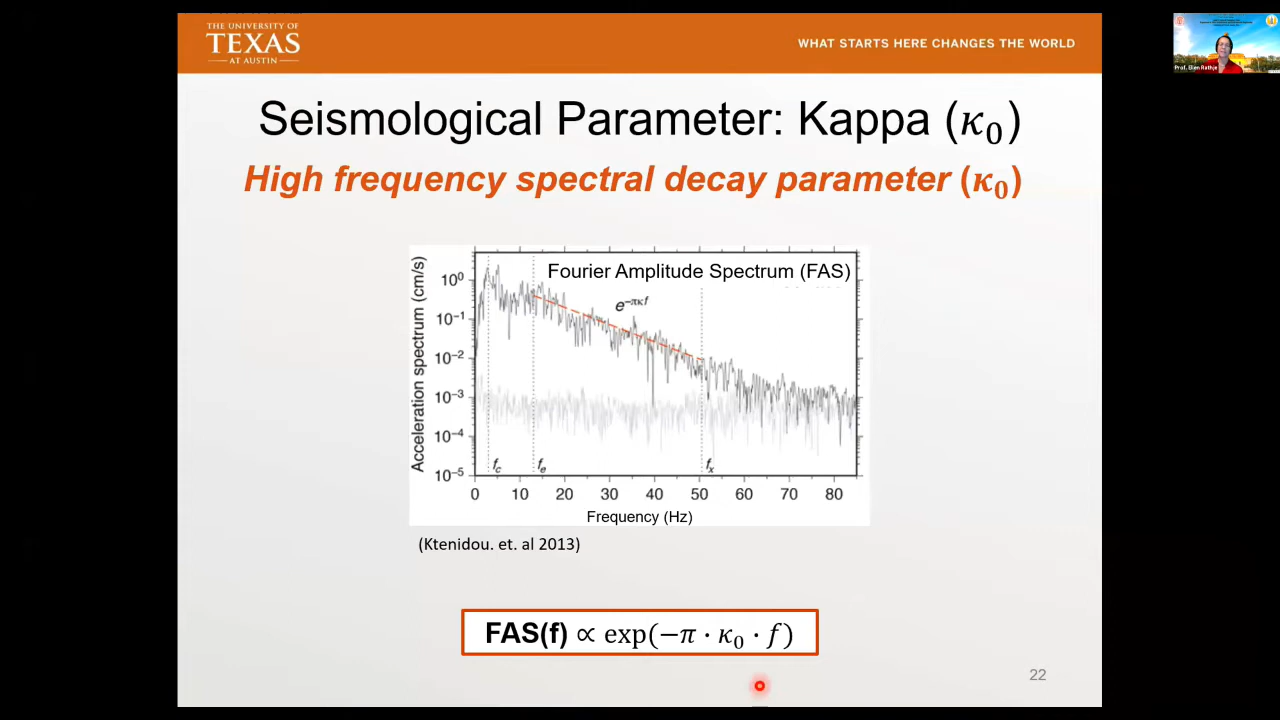 THE UNIVERSITY OF
TEXAS
AT AUSTIN
WHAT STARTS HERE CHANGES THE WORLD
Prof. Ellen Rathje
Seismological Parameter: Kappa (κ₀)
High frequency spectral decay parameter (κ₀)
Fourier Amplitude Spectrum (FAS)
e^−πκf
Acceleration spectrum (cm/s)
10⁰
10⁻¹
10⁻²
10⁻³
10⁻⁴
10⁻⁵
f_c f_e f_x
0 10 20 30 40 50 60 70 80
Frequency (Hz)
(Ktenidou. et. al 2013)
FAS(f) ∝ exp(−π · κ₀ · f)
22